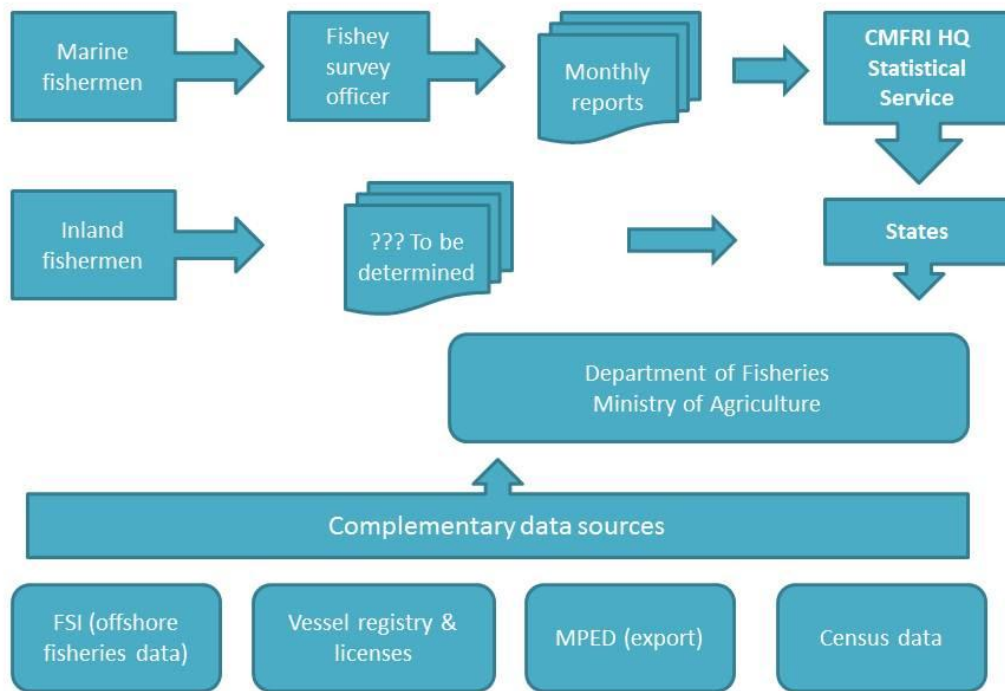 Marine
fishermen
Fishey
survey
officer
Monthly
reports
CMFRI HQ
Statistical
Service
Inland
fishermen
??? To be
determined
States
Department of Fisheries
Ministry of Agriculture
Complementary data sources
FSI (offshore
fisheries data)
Vessel registry &
licenses
MPED (export)
Census data